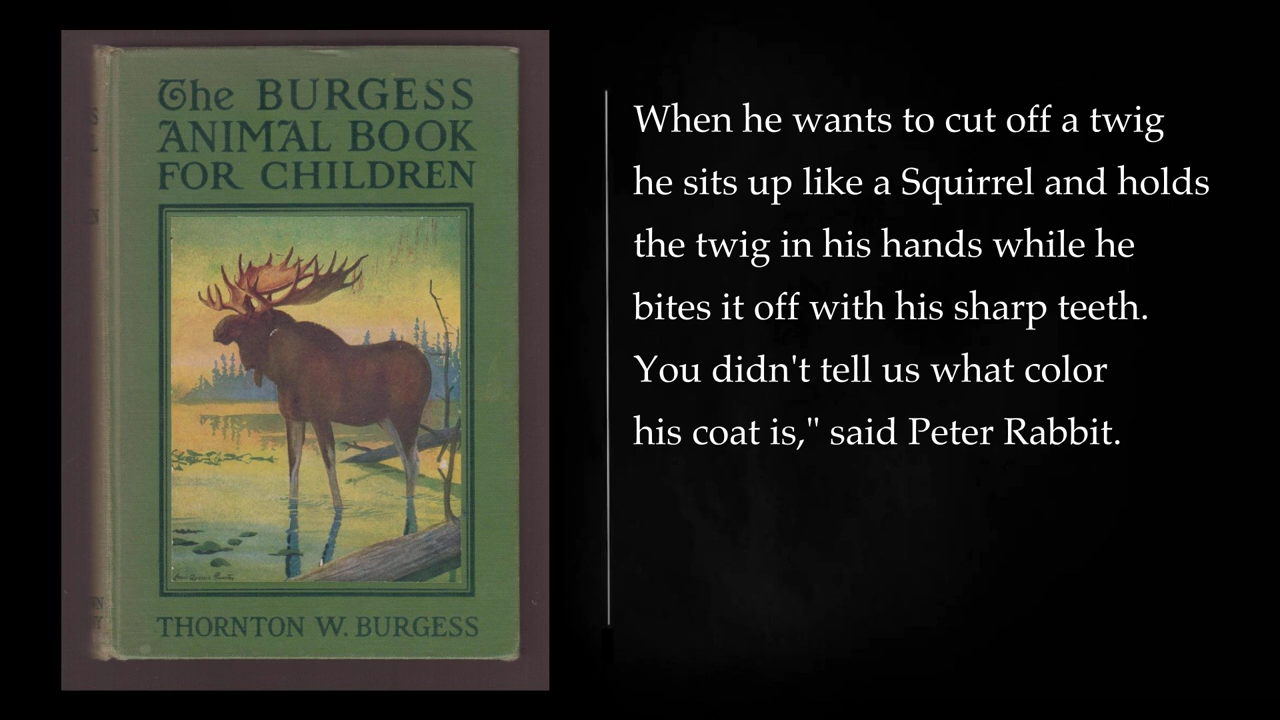 The BURGESS
ANIMAL BOOK
FOR CHILDREN
THORNTON W. BURGESS
When he wants to cut off a twig
he sits up like a Squirrel and holds
the twig in his hands while he
bites it off with his sharp teeth.
You didn't tell us what color
his coat is," said Peter Rabbit.